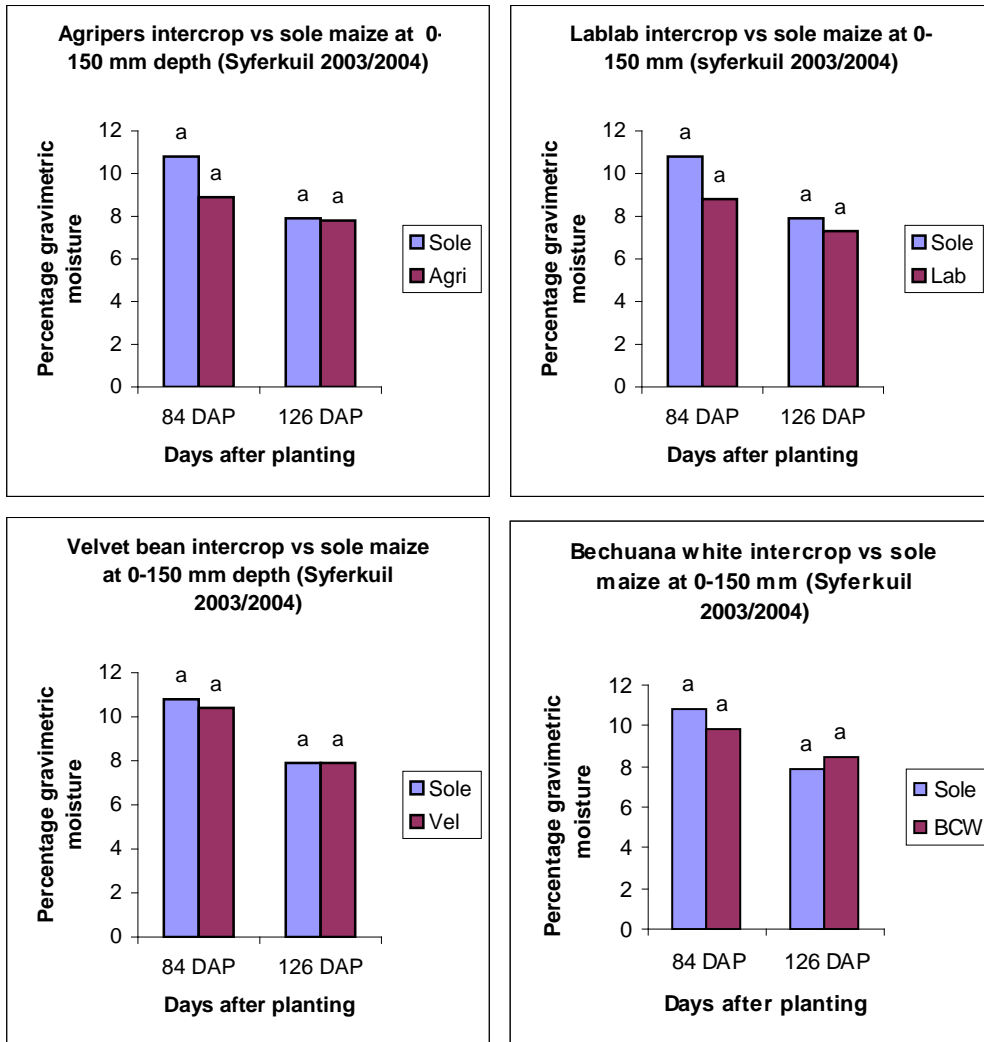 Agripers intercrop vs sole maize at 0-
150 mm depth (Syferkuil 2003/2004)
Percentage gravimetric
moisture
12
10
8
6
4
2
0
a
a
a
a
84 DAP
126 DAP
Days after planting
Sole
Agri
Lablab intercrop vs sole maize at 0-
150 mm (syferkuil 2003/2004)
Percentage gravimetric
moisture
12
10
8
6
4
2
0
a
a
a
a
84 DAP
126 DAP
Days after planting
Sole
Lab
Velvet bean intercrop vs sole maize
at 0-150 mm depth (Syferkuil
2003/2004)
Percentage gravimetric
moisture
12
10
8
6
4
2
0
a
a
a
a
84 DAP
126 DAP
Days after planting
Sole
Vel
Bechuana white intercrop vs sole
maize at 0-150 mm (Syferkuil
2003/2004)
Percentage gravimetric
moisture
12
10
8
6
4
2
0
a
a
a
a
84 DAP
126 DAP
Days after planting
Sole
BCW